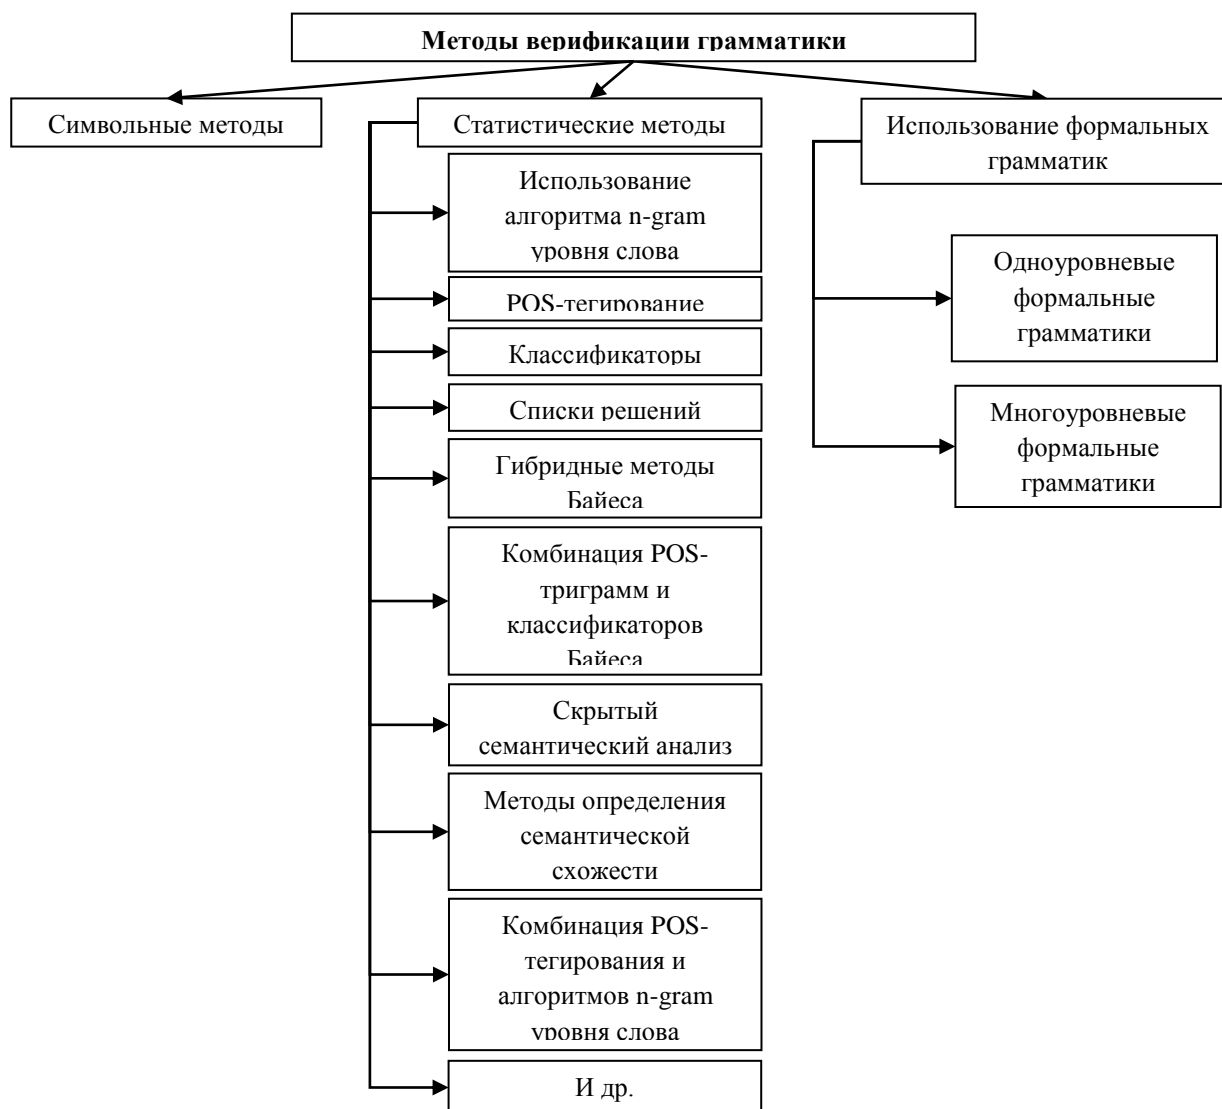 Методы верификации грамматики
Символьные методы
Статистические методы
Использование
алгоритма n-gram
уровня слова
POS-тегирование
Классификаторы
Списки решений
Гибридные методы
Байеса
Комбинация POS-
триграмм и
классификаторов
Байеса
Скрытый
семантический анализ
Методы определения
семантической
схожести
Комбинация POS-
тегирования и
алгоритмов n-gram
уровня слова
И др.
Использование формальных
грамматик
Одноуровневые
формальные
грамматики
Многоуровневые
формальные
грамматики